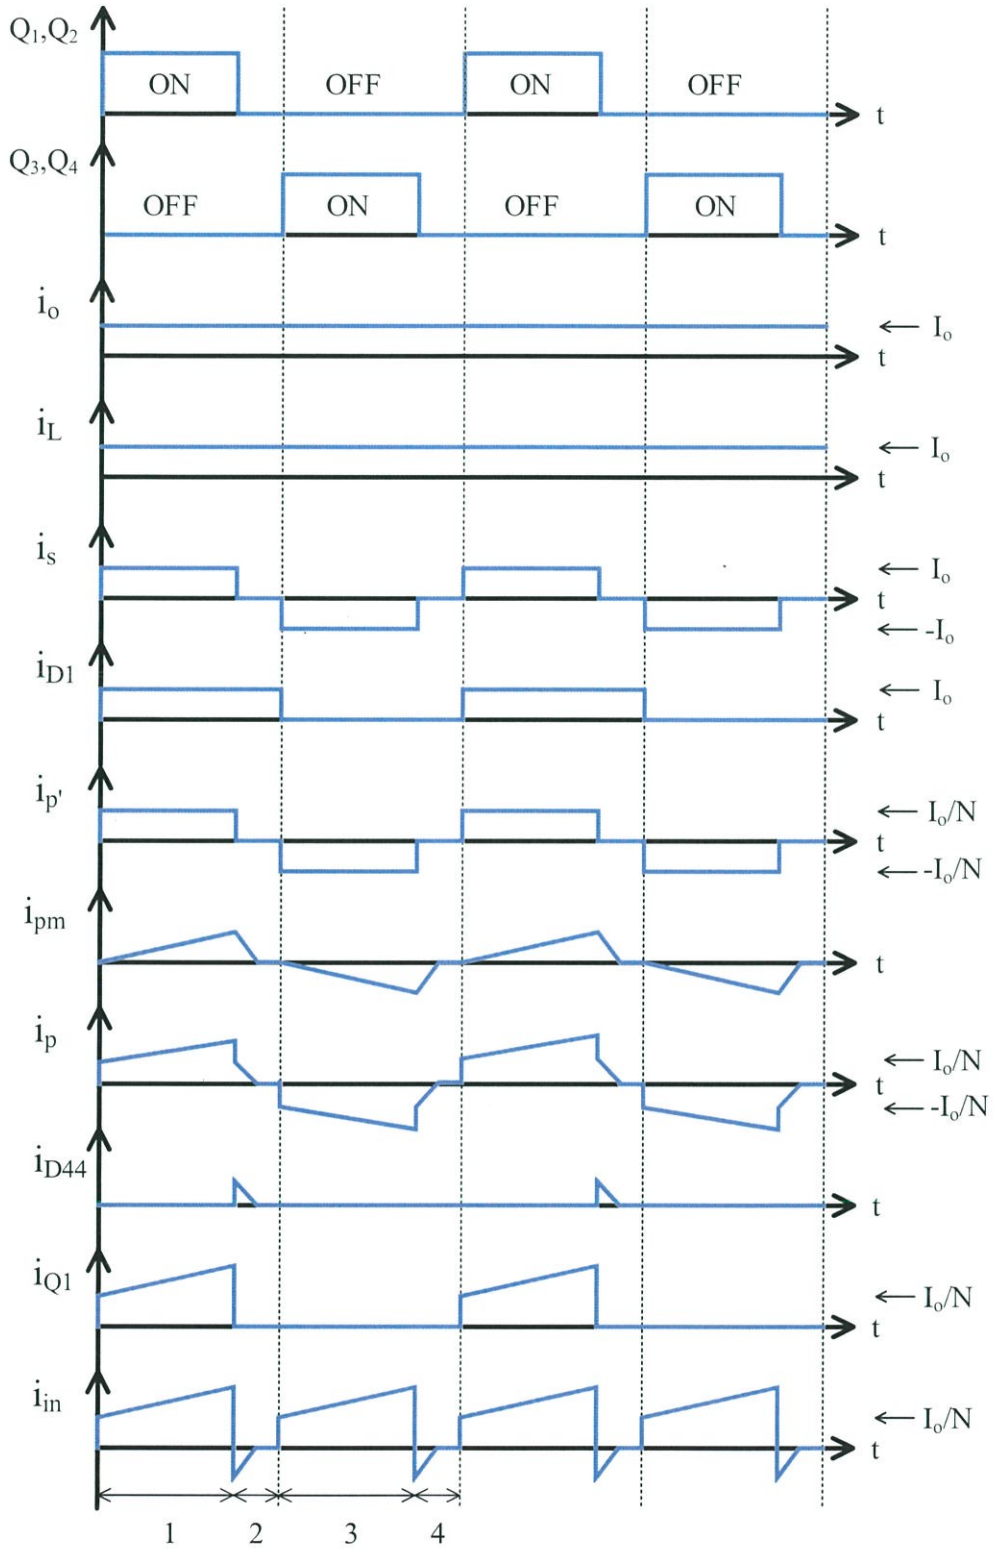 Q1,Q2
ON OFF ON OFF
t
Q3,Q4
OFF ON OFF ON
t
io
← Io
t
iL
← Io
t
is
← Io
t
← -Io
iD1
← Io
t
ip'
← Io/N
t
← -Io/N
ipm
t
ip
← Io/N
t
← -Io/N
iD44
t
iQ1
← Io/N
t
iin
← Io/N
t
1 2 3 4